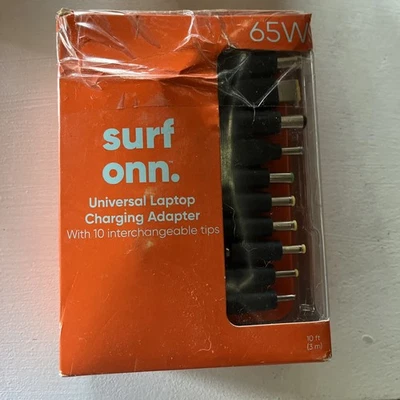 65W
surf
onn.
Universal Laptop
Charging Adapter
With 10 interchangeable tips
10 ft
(3 m)